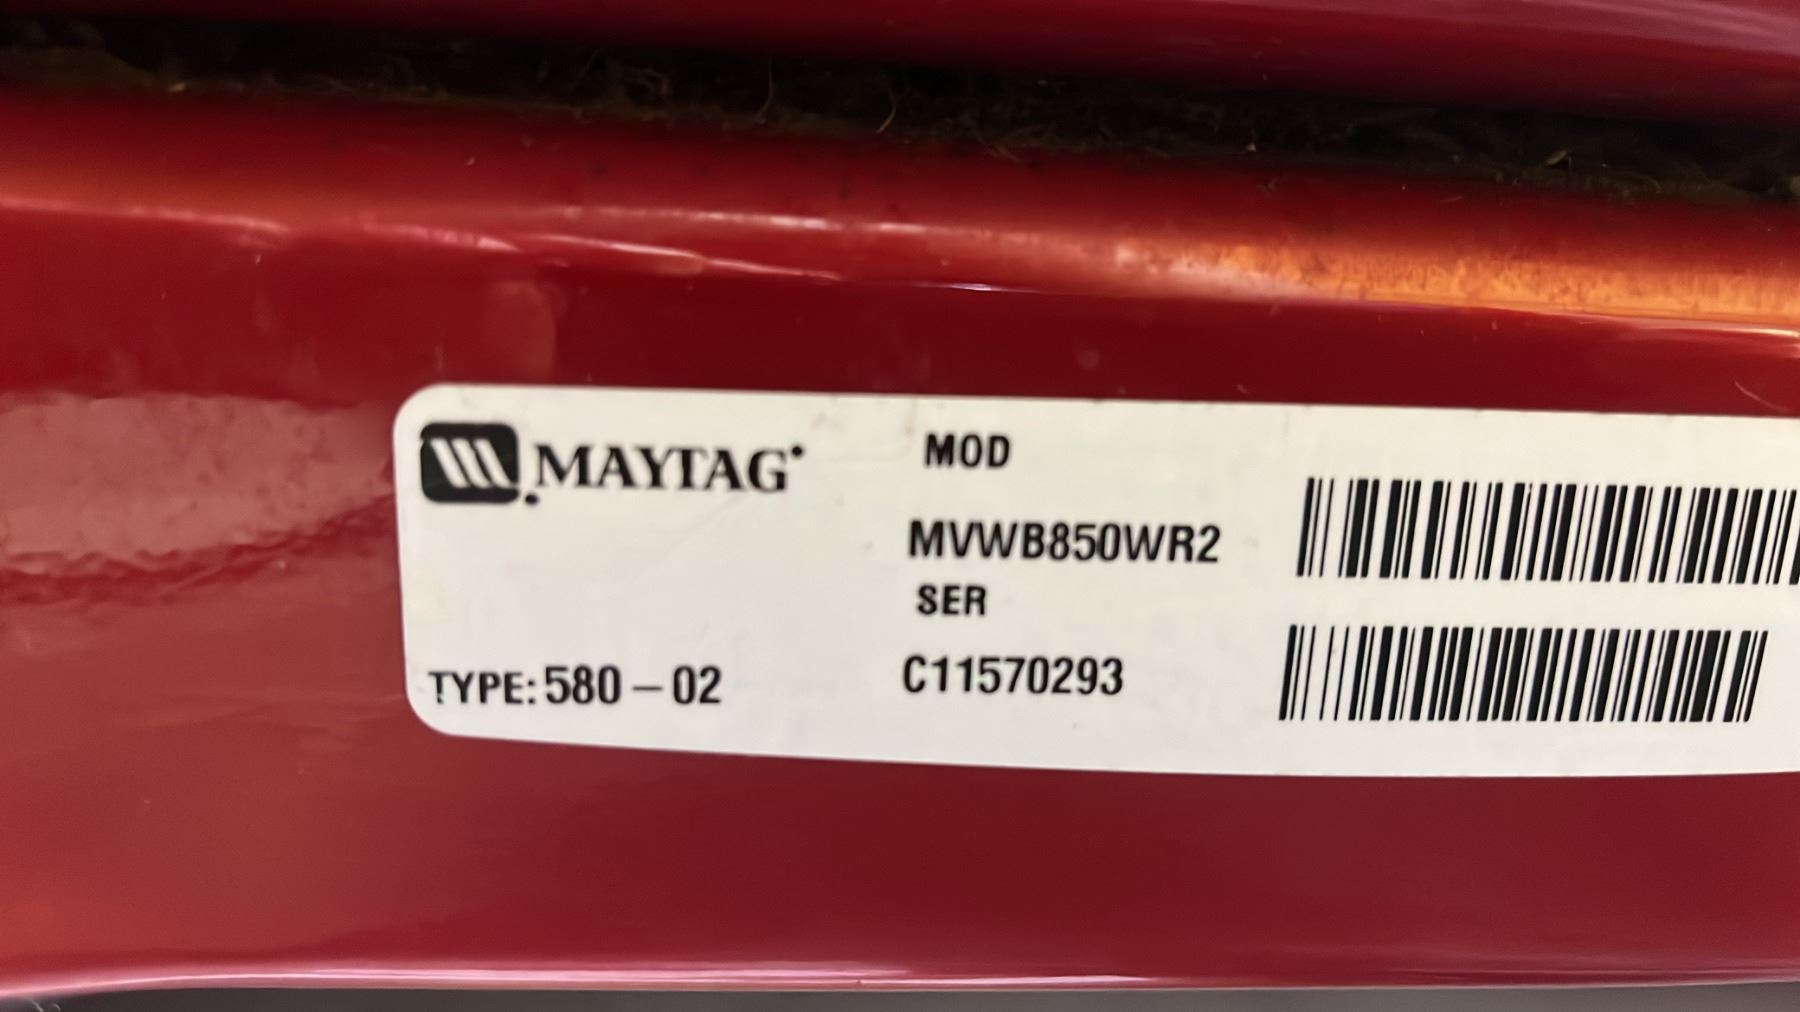 MAYTAG
MOD
MVWB850WR2
SER
C11570293
TYPE: 580-02